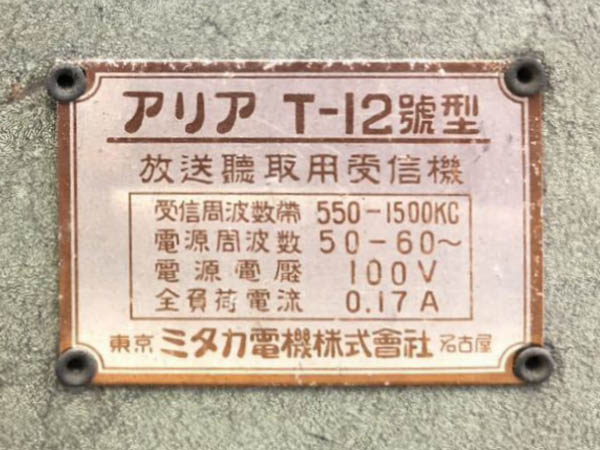 アリア T-12號型
放送聽取用受信機
受信周波数帶 550-1500KC
電源周波数 50-60～
電源電壓 100V
全負荷電流 0.17A
東京 ミタカ電機株式會社 名古屋